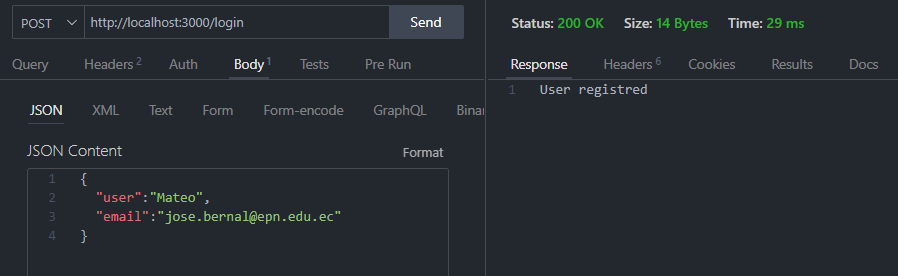 POST http://localhost:3000/login Send
Query Headers 2 Auth Body 1 Tests Pre Run
JSON XML Text Form Form-encode GraphQL Binar
JSON Content Format
1 {
2 "user":"Mateo",
3 "email":"jose.bernal@epn.edu.ec"
4 }
Status: 200 OK Size: 14 Bytes Time: 29 ms
Response Headers 6 Cookies Results Docs
1 User registred